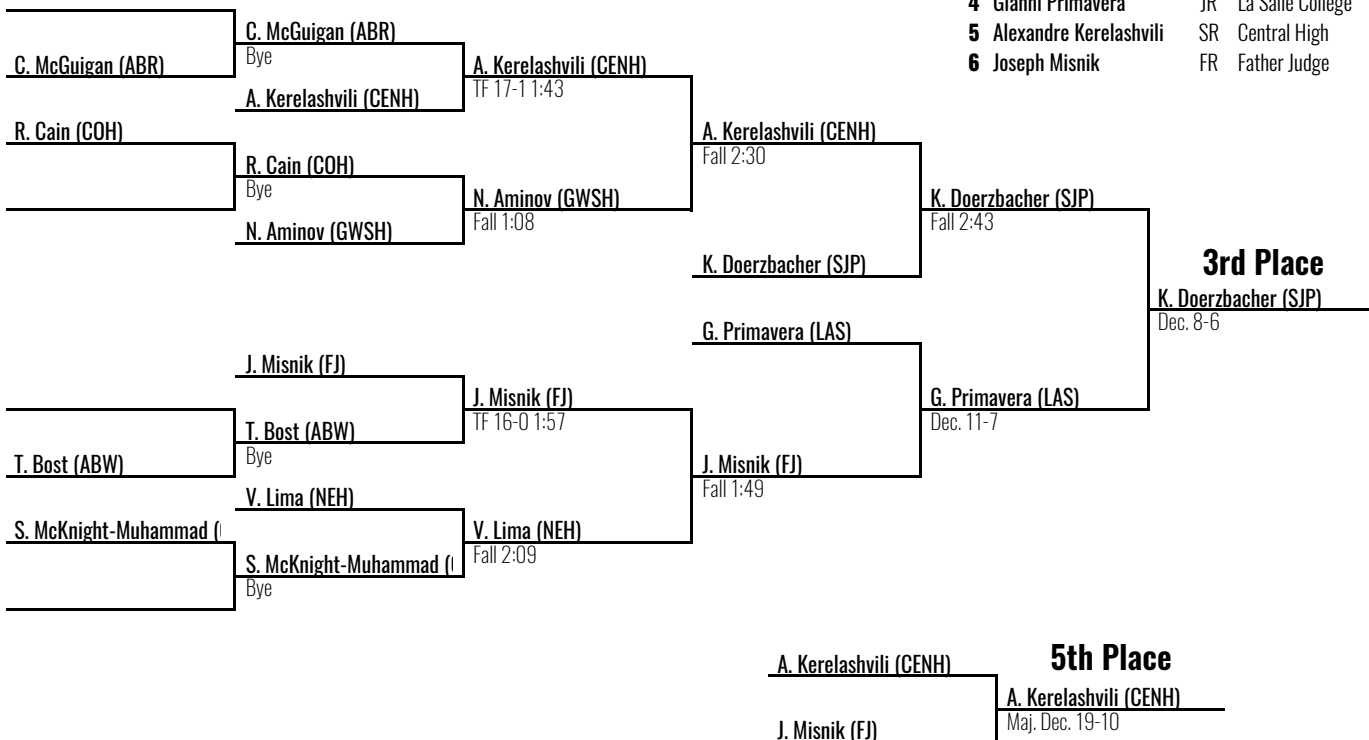 4 Gianni Primavera JR La Salle College
5 Alexandre Kerelashvili SR Central High
6 Joseph Misnik FR Father Judge
C. McGuigan (ABR)
C. McGuigan (ABR)
Bye
A. Kerelashvili (CENH)
A. Kerelashvili (CENH)
TF 17-1 1:43
R. Cain (COH)
R. Cain (COH)
Bye
N. Aminov (GWSH)
N. Aminov (GWSH)
Fall 1:08
A. Kerelashvili (CENH)
Fall 2:30
K. Doerzbacher (SJP)
K. Doerzbacher (SJP)
Fall 2:43
3rd Place
K. Doerzbacher (SJP)
Dec. 8-6
G. Primavera (LAS)
G. Primavera (LAS)
Dec. 11-7
J. Misnik (FJ)
J. Misnik (FJ)
TF 16-0 1:57
T. Bost (ABW)
T. Bost (ABW)
Bye
J. Misnik (FJ)
Fall 1:49
V. Lima (NEH)
V. Lima (NEH)
Fall 2:09
S. McKnight-Muhammad (
S. McKnight-Muhammad (
Bye
5th Place
A. Kerelashvili (CENH)
A. Kerelashvili (CENH)
Maj. Dec. 19-10
J. Misnik (FJ)